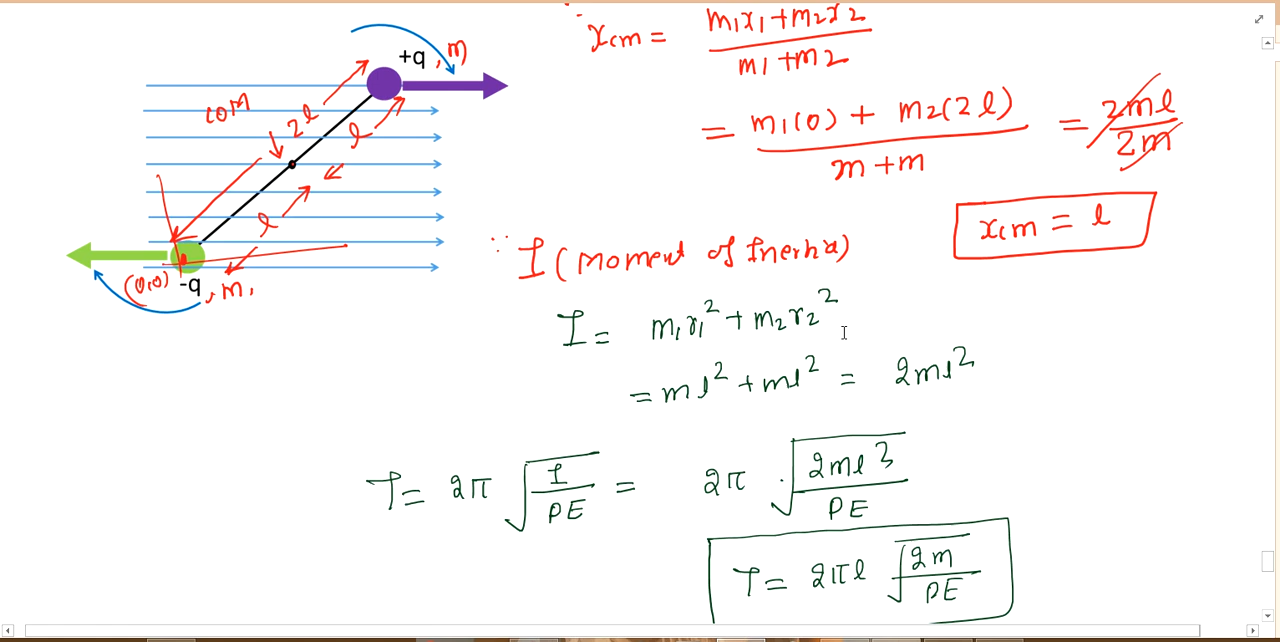 ∵
xcm = m1x1+m2x2 / m1+m2
= m1(0) + m2(2l) / m+m = 2ml / 2m
xcm = l
+q, m
COM
2l
l
l
(0,0) -q, m,
∵ I (moment of Inertia)
I = m1r1² + m2r2²
= ml² + ml² = 2ml²
T = 2π √(I / PE) = 2π √(2ml² / PE)
T = 2πl √(2m / PE)